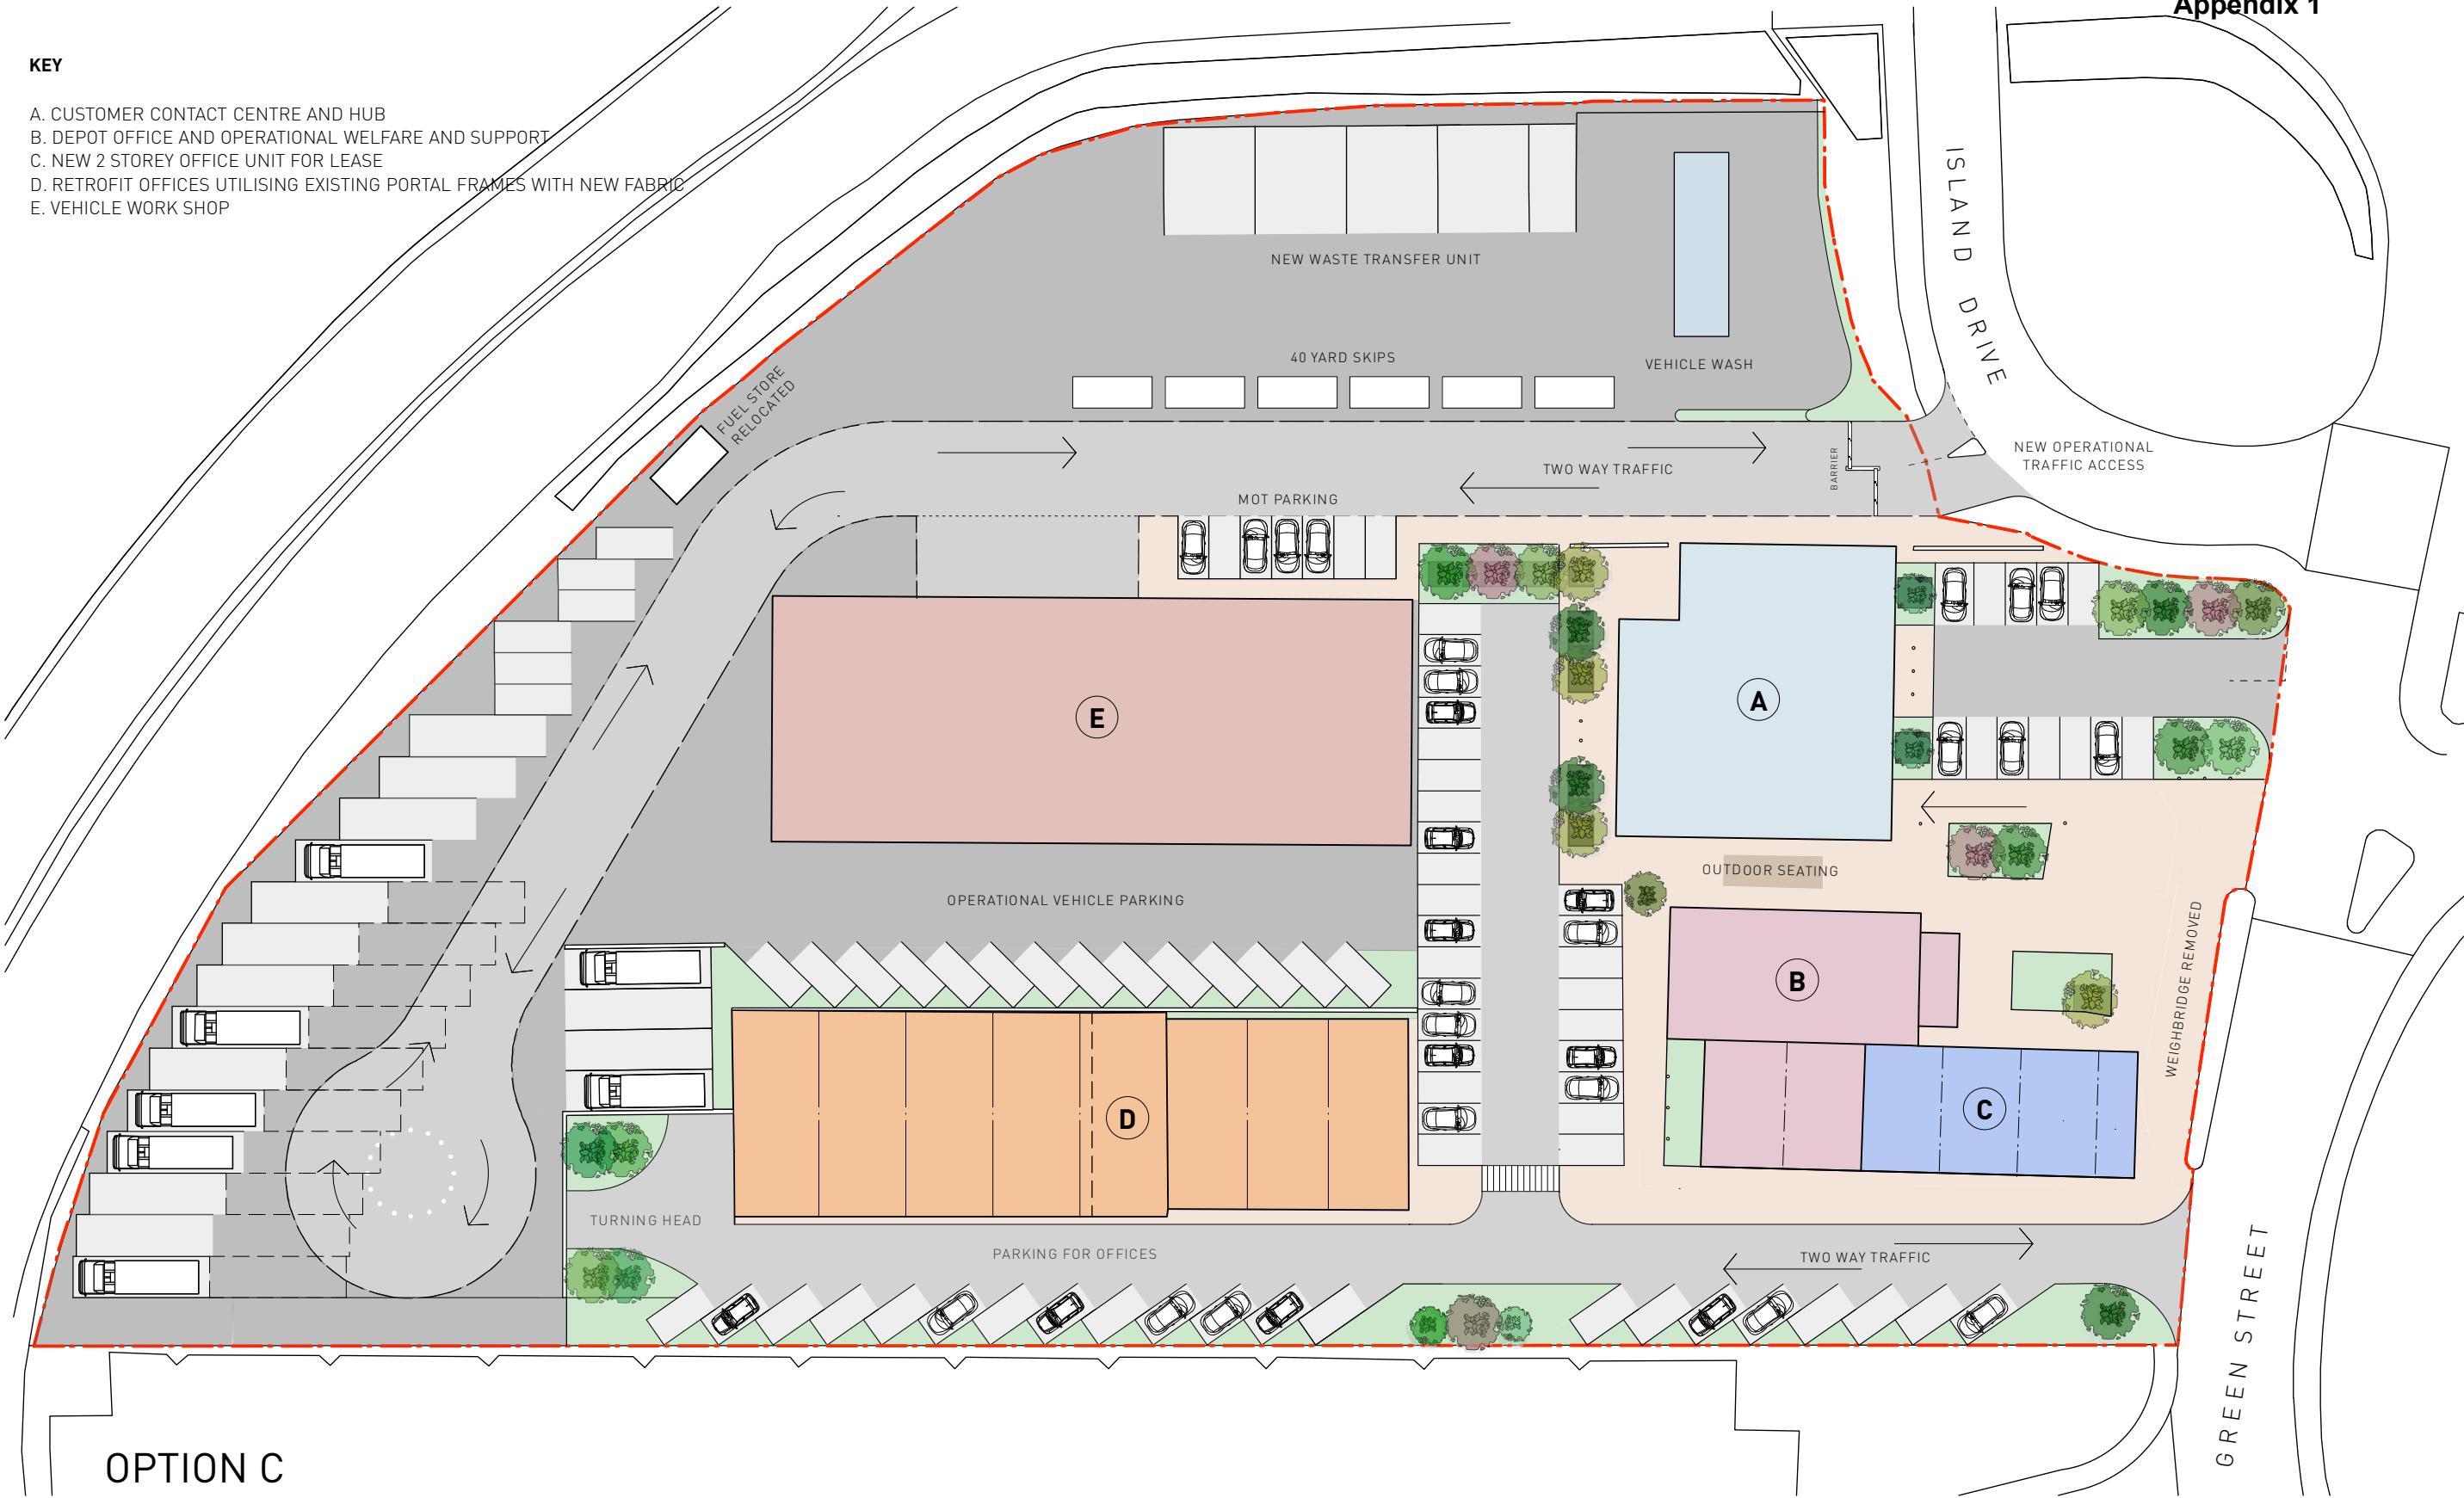 Appendix 1
KEY
A. CUSTOMER CONTACT CENTRE AND HUB
B. DEPOT OFFICE AND OPERATIONAL WELFARE AND SUPPORT
C. NEW 2 STOREY OFFICE UNIT FOR LEASE
D. RETROFIT OFFICES UTILISING EXISTING PORTAL FRAMES WITH NEW FABRIC
E. VEHICLE WORK SHOP
ISLAND DRIVE
NEW WASTE TRANSFER UNIT
40 YARD SKIPS
VEHICLE WASH
FUEL STORE
RELOCATED
NEW OPERATIONAL
TRAFFIC ACCESS
BARRIER
TWO WAY TRAFFIC
MOT PARKING
E
A
OUTDOOR SEATING
OPERATIONAL VEHICLE PARKING
WEIGHBRIDGE REMOVED
B
C
D
TURNING HEAD
PARKING FOR OFFICES
TWO WAY TRAFFIC
GREEN STREET
OPTION C